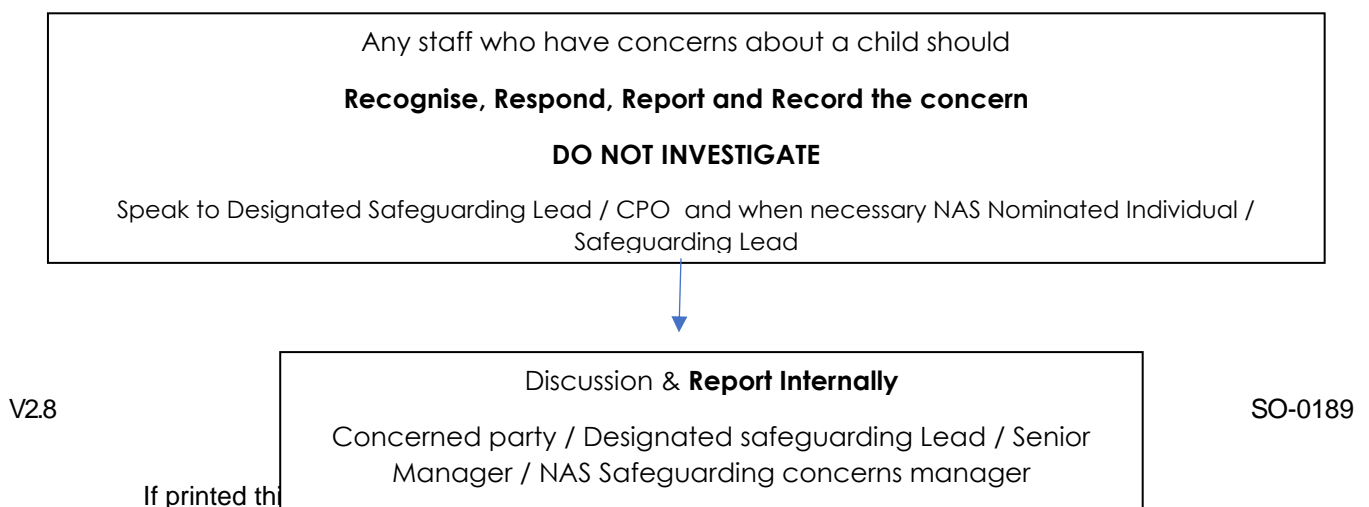 Any staff who have concerns about a child should
Recognise, Respond, Report and Record the concern
DO NOT INVESTIGATE
Speak to Designated Safeguarding Lead / CPO and when necessary NAS Nominated Individual /
Safeguarding Lead
Discussion & Report Internally
V2.8
SO-0189
Concerned party / Designated safeguarding Lead / Senior
Manager / NAS Safeguarding concerns manager
If printed thi